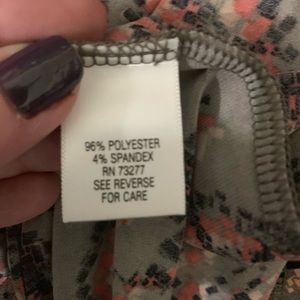 96% POLYESTER
4% SPANDEX
RN 73277
SEE REVERSE
FOR CARE